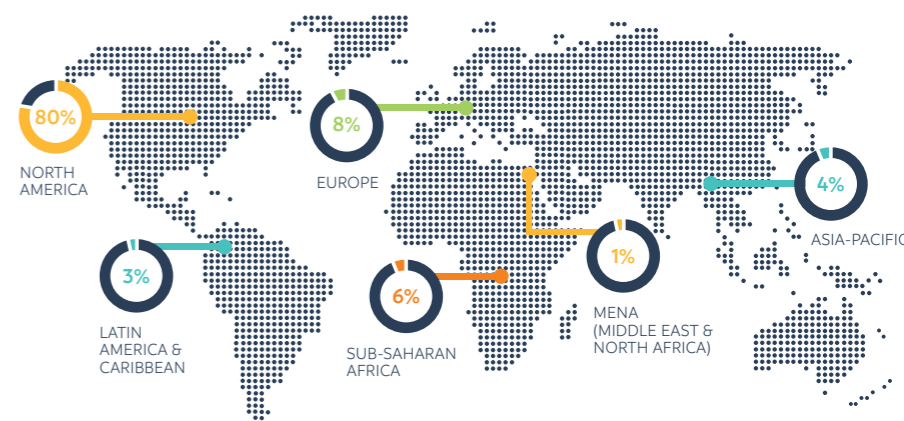 80%
NORTH
AMERICA
8%
EUROPE
4%
ASIA-PACIFIC
3%
LATIN
AMERICA &
CARIBBEAN
6%
SUB-SAHARAN
AFRICA
1%
MENA
(MIDDLE EAST &
NORTH AFRICA)